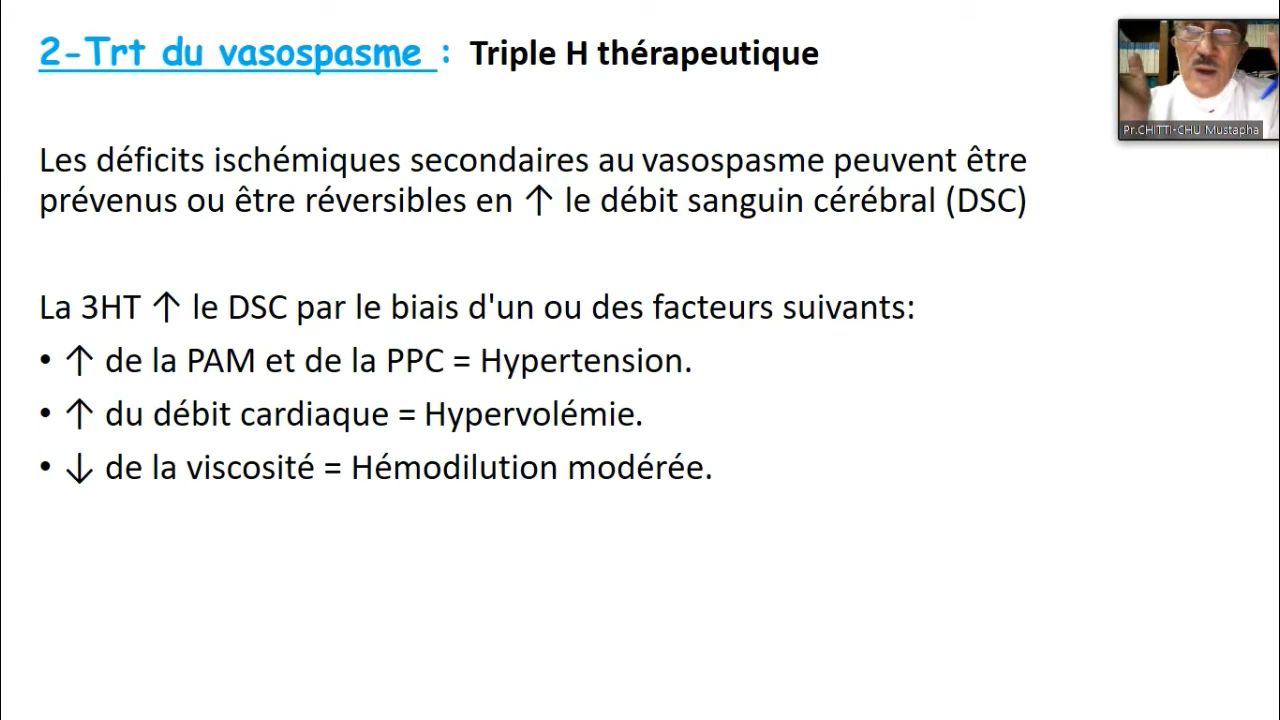 2-Trt du vasospasme : Triple H thérapeutique
Pr.CHITTI-CHU Mustapha
Les déficits ischémiques secondaires au vasospasme peuvent être
prévenus ou être réversibles en ↑ le débit sanguin cérébral (DSC)
La 3HT ↑ le DSC par le biais d'un ou des facteurs suivants:
• ↑ de la PAM et de la PPC = Hypertension.
• ↑ du débit cardiaque = Hypervolémie.
• ↓ de la viscosité = Hémodilution modérée.